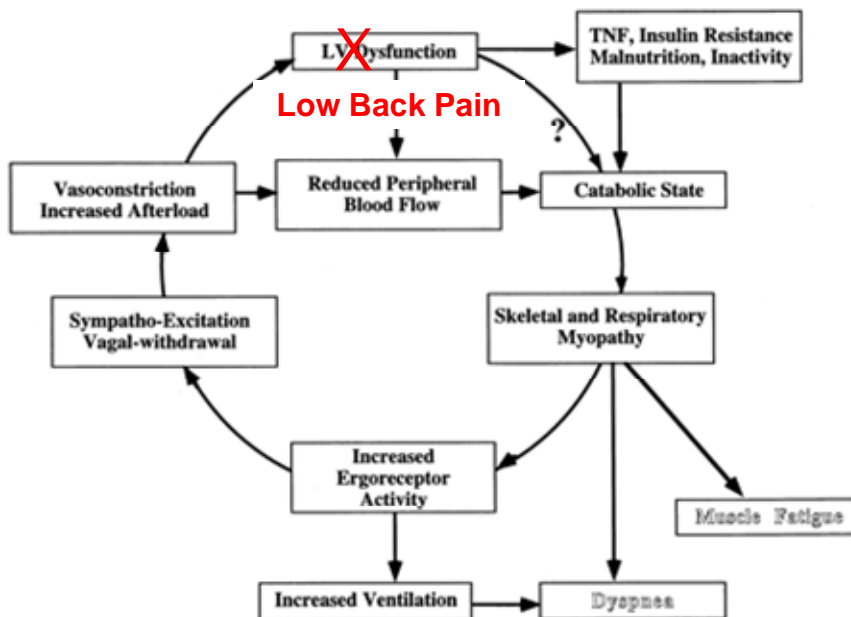 LV Dysfunction
X
TNF, Insulin Resistance
Malnutrition, Inactivity
Low Back Pain
?
Vasoconstriction
Increased Afterload
Reduced Peripheral
Blood Flow
Catabolic State
Sympatho-Excitation
Vagal-withdrawal
Skeletal and Respiratory
Myopathy
Increased
Ergoreceptor
Activity
Muscle Fatigue
Increased Ventilation
Dyspnea